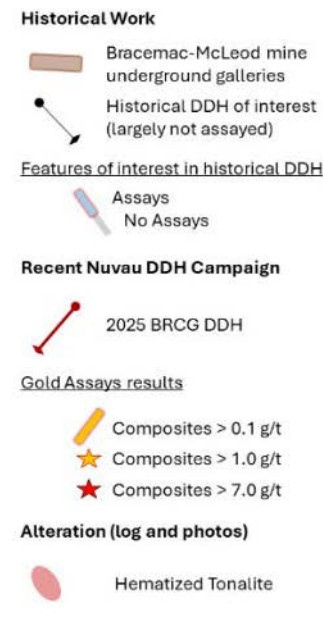 Historical Work
Bracemac-McLeod mine
underground galleries
Historical DDH of interest
(largely not assayed)
Features of interest in historical DDH
Assays
No Assays
Recent Nuvau DDH Campaign
2025 BRCG DDH
Gold Assays results
Composites > 0.1 g/t
Composites > 1.0 g/t
Composites > 7.0 g/t
Alteration (log and photos)
Hematized Tonalite